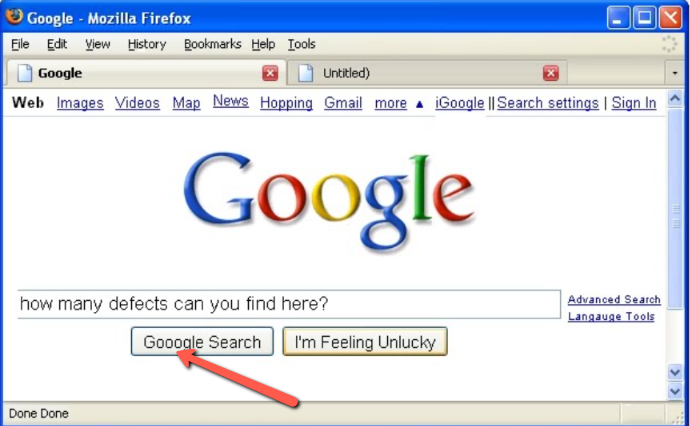 Google - Mozilla Firefox
File Edit View History Bookmarks Help Tools
Google Untitled)
Web Images Videos Map News Hopping Gmail more ▲ iGoogle || Search settings | Sign In
Google
how many defects can you find here? Advanced Search
Langauge Tools
Gooogle Search I'm Feeling Unlucky
Done Done